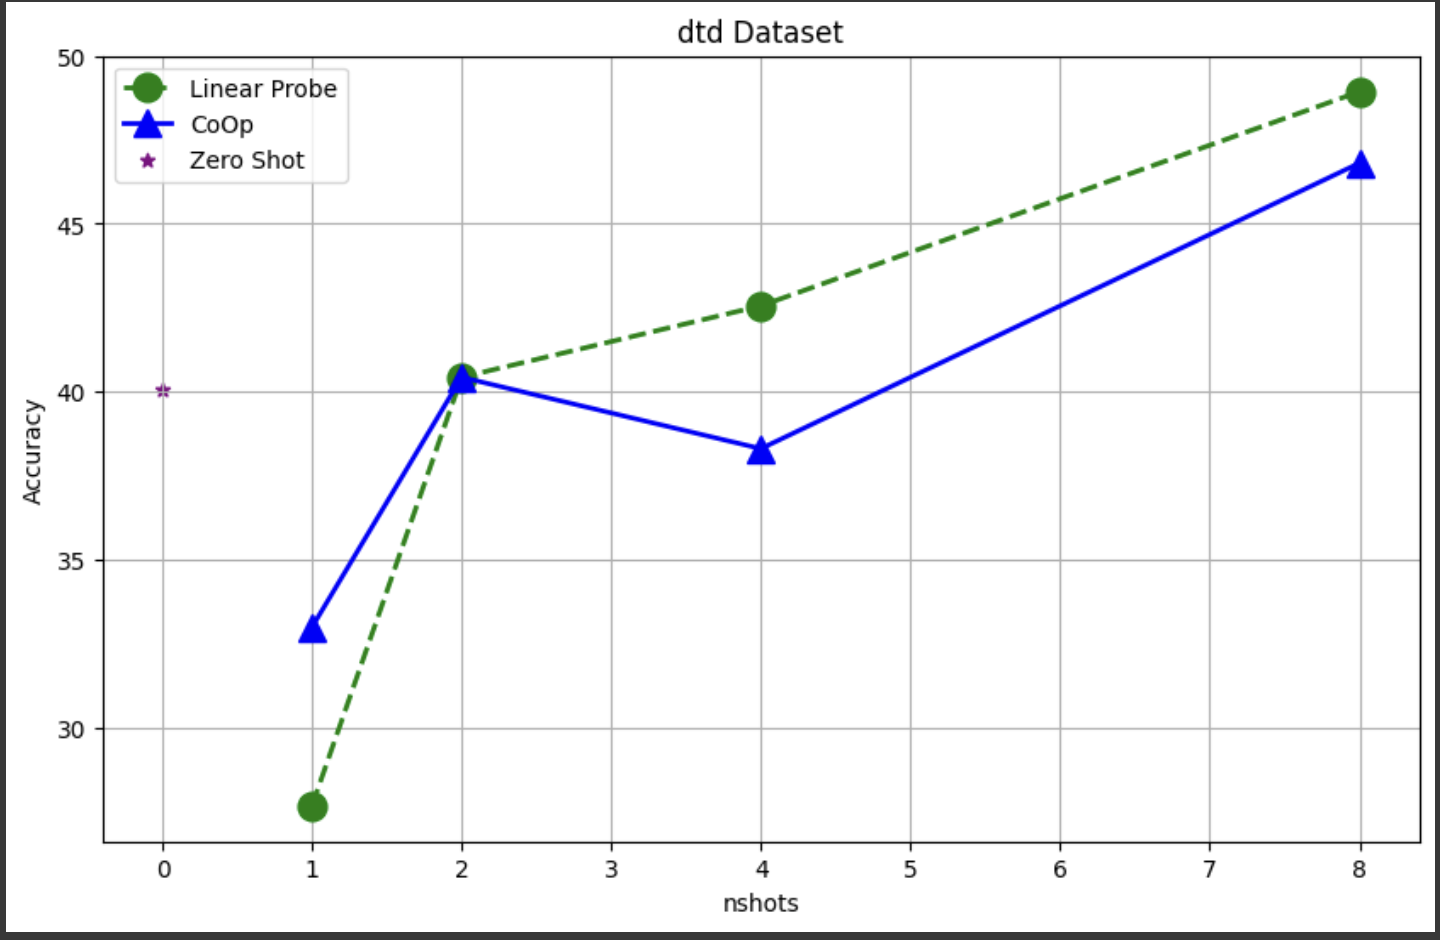 dtd Dataset
50
45
40
35
30
Accuracy
Linear Probe
CoOp
Zero Shot
0 1 2 3 4 5 6 7 8
nshots